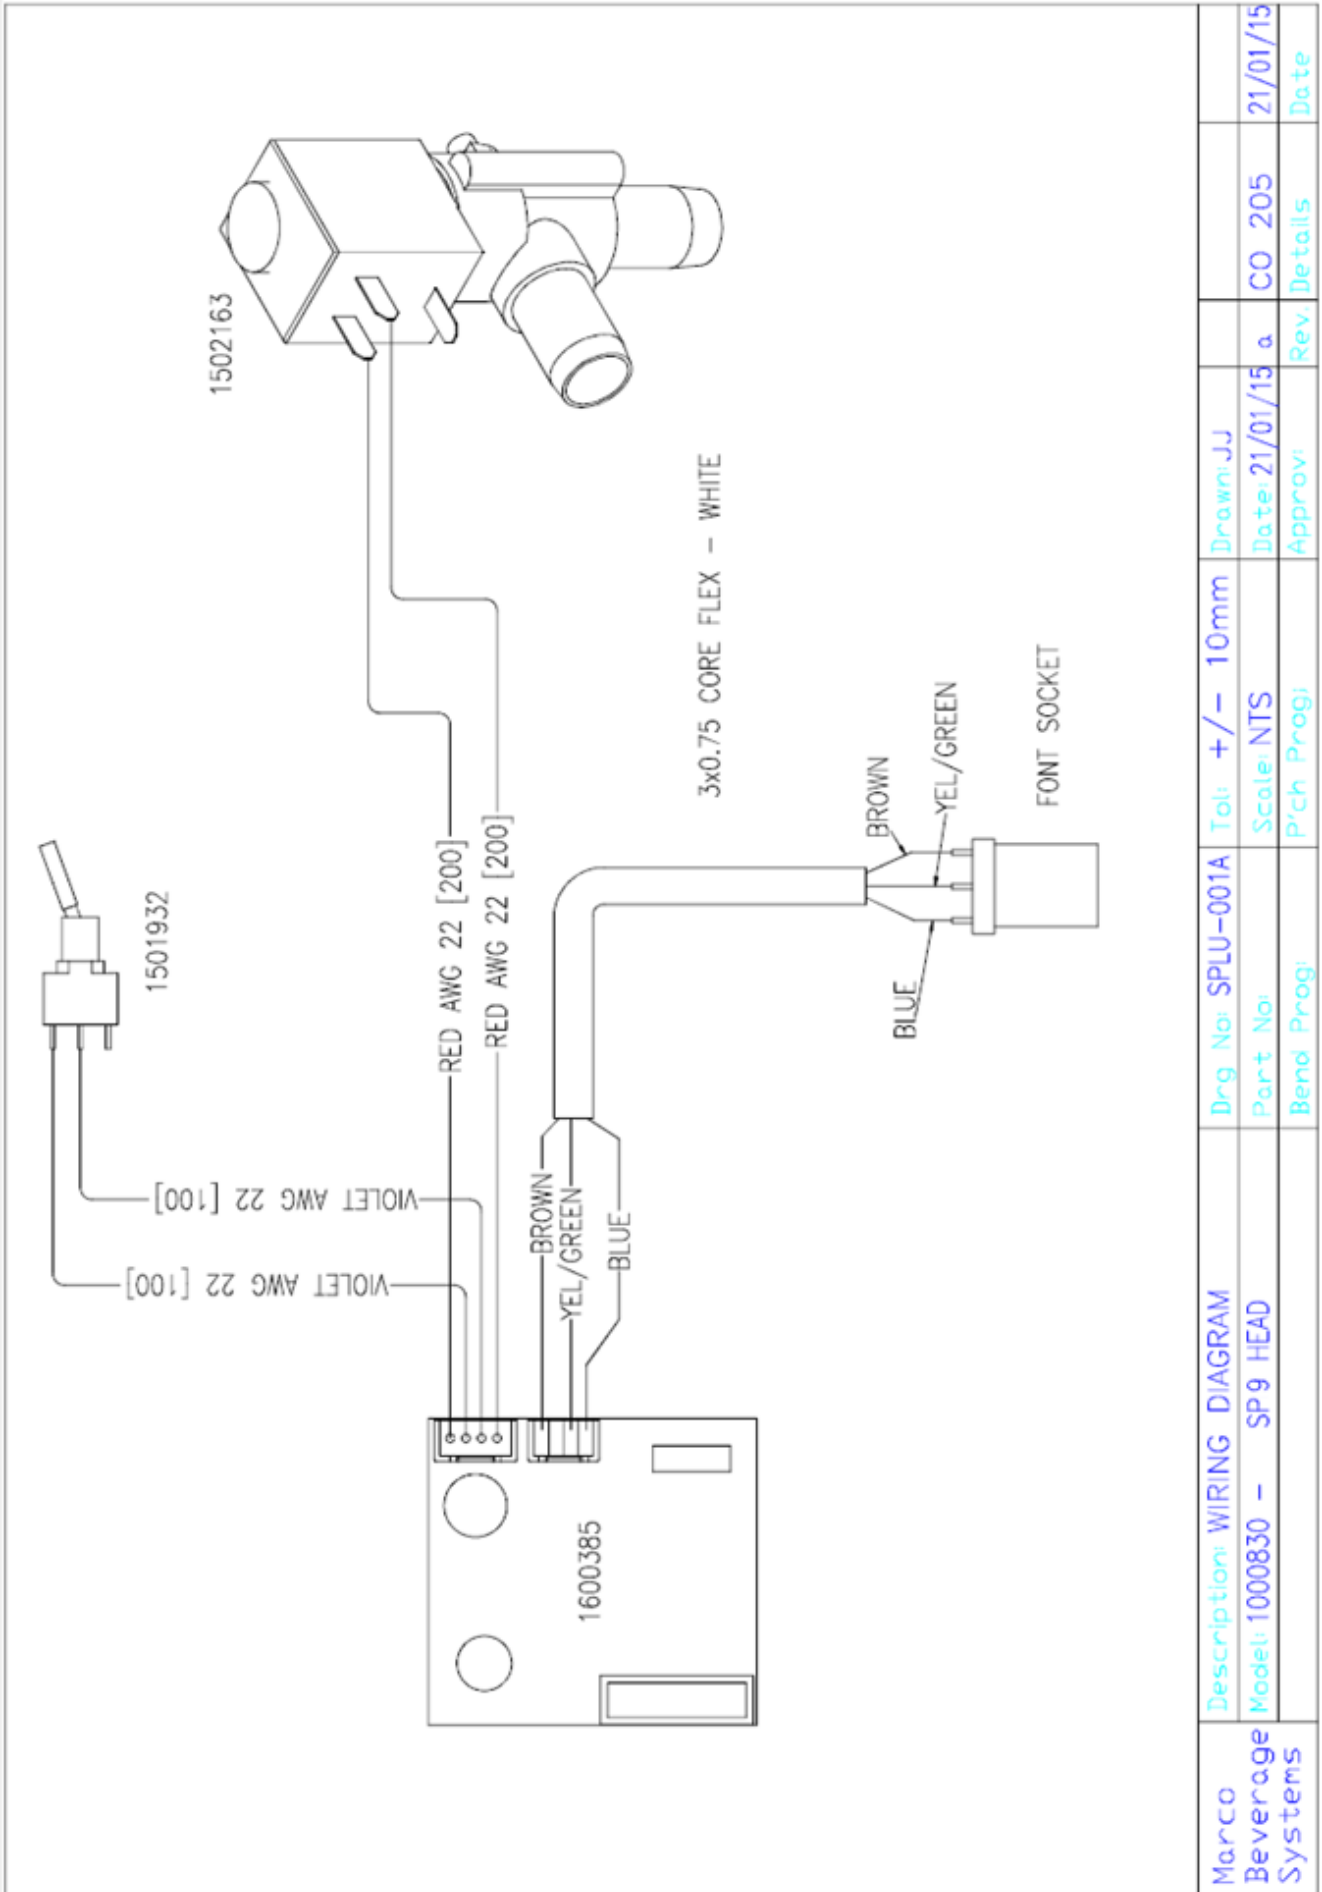 1501932
1502163
VIOLET AWG 22 [100]
VIOLET AWG 22 [100]
RED AWG 22 [200]
RED AWG 22 [200]
1600385
BROWN
YEL/GREEN
BLUE
3x0.75 CORE FLEX - WHITE
BROWN
BLUE
YEL/GREEN
FONT SOCKET
Marco
Beverage
Systems
Description: WIRING DIAGRAM
Model: 1000830 - SP9 HEAD
Drg No: SPLU-001A
Part No:
Bend Prog:
Tol: +/- 10mm
Scale: NTS
P'ch Prog:
Drawn: JJ
Date: 21/01/15
Approv:
a CO 205 21/01/15
Rev. Details Date